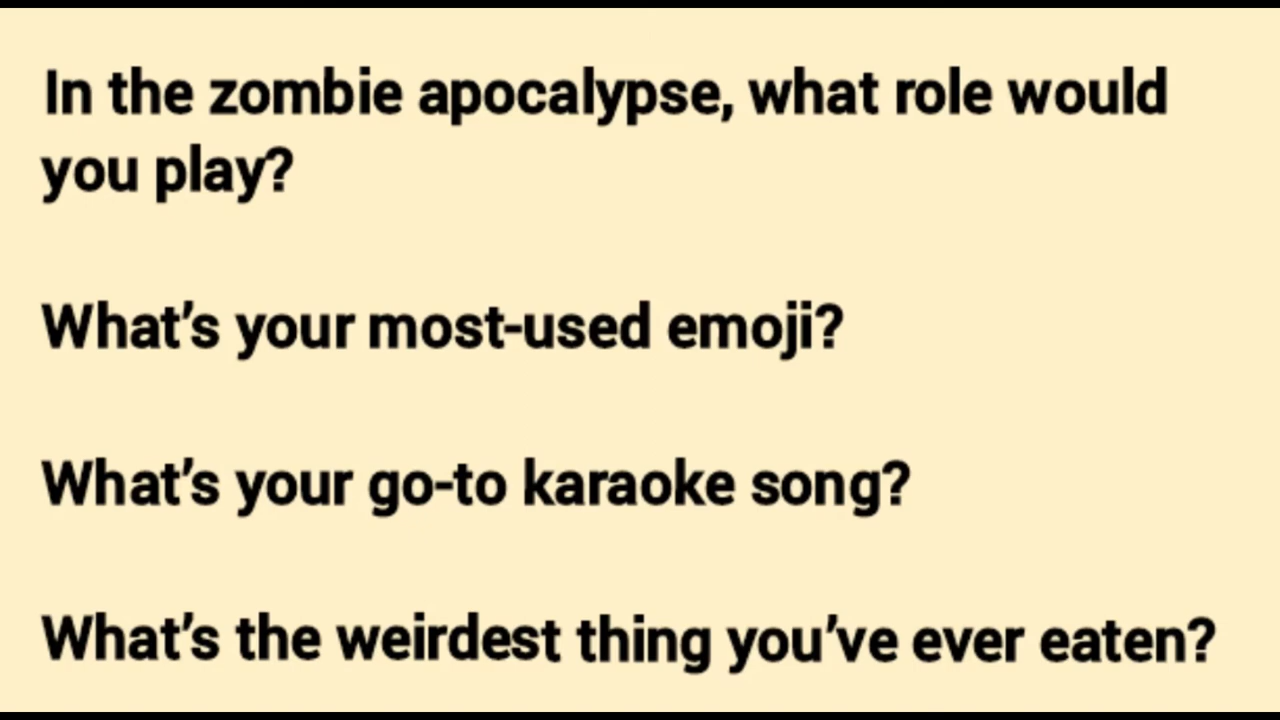 In the zombie apocalypse, what role would
you play?
What’s your most-used emoji?
What’s your go-to karaoke song?
What’s the weirdest thing you’ve ever eaten?